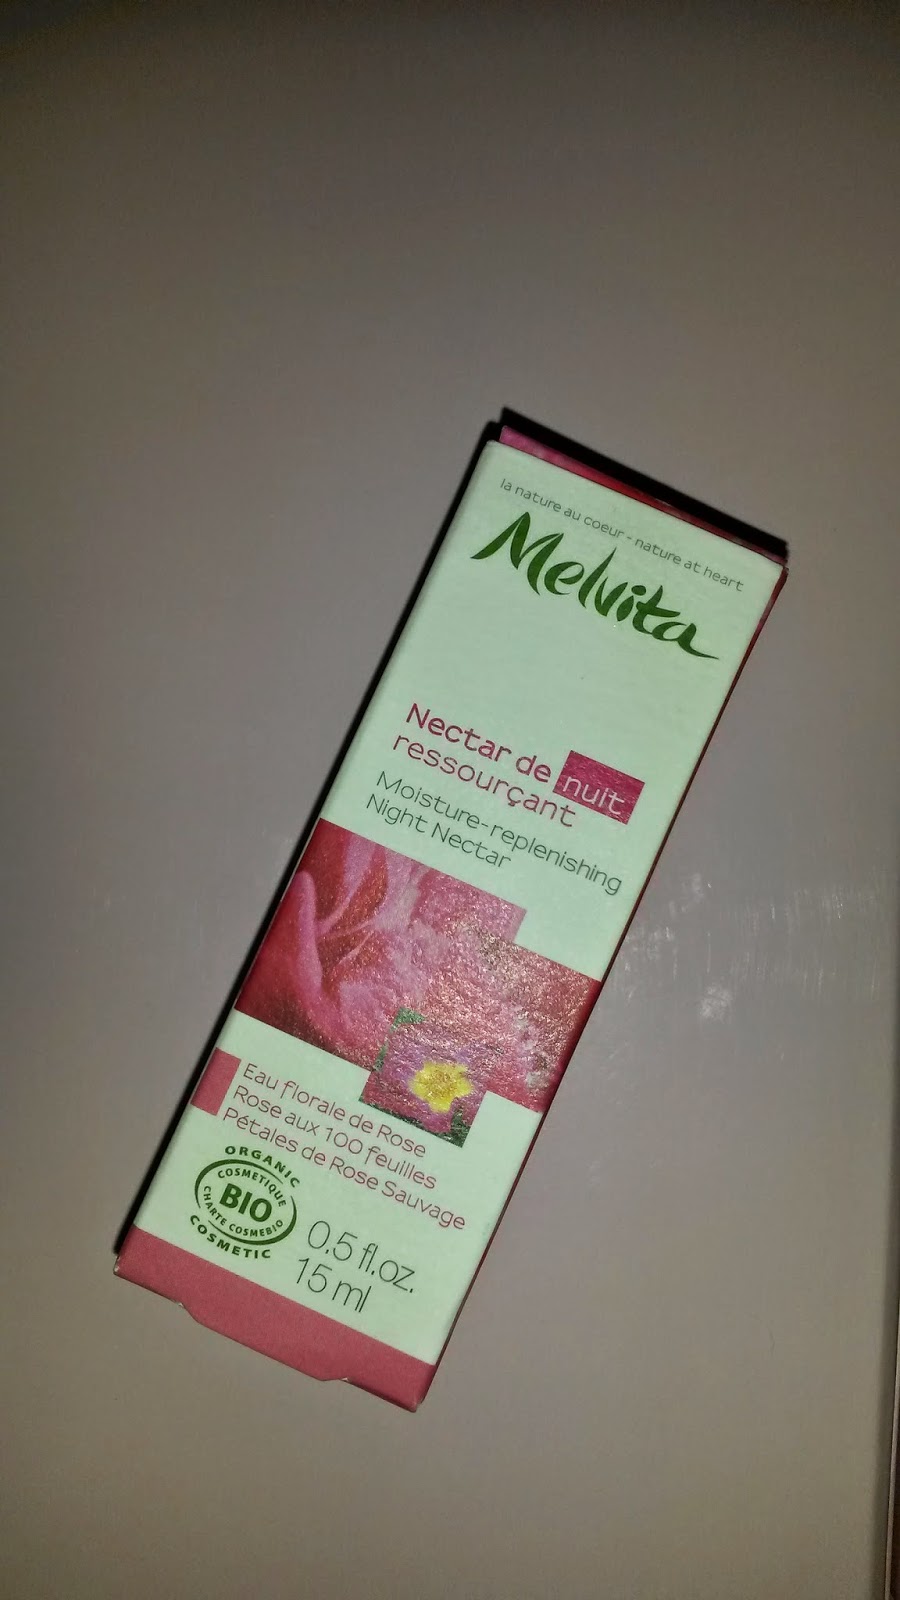 la nature au coeur - nature at heart
Melvita
Nectar de nuit
ressourçant
Moisture-replenishing
Night Nectar
Eau florale de Rose
Rose aux 100 feuilles
Pétales de Rose Sauvage
ORGANIC
COSMETIQUE
BIO
CHARTE COSMEBIO
COSMETIC
0,5 fl.oz.
15 ml